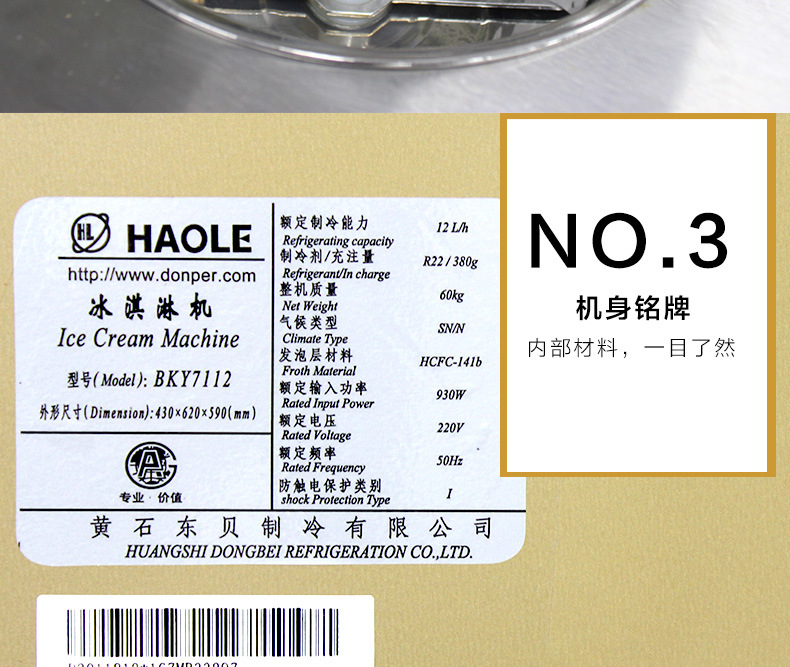 HL HAOLE
http://www.donper.com
冰淇淋机
Ice Cream Machine
型号(Model): BKY7112
外形尺寸(Dimension):430×620×590(mm)
专业·价值
额定制冷能力
Refrigerating capacity 12 L/h
制冷剂/充注量
Refrigerant/In charge R22 / 380g
整机质量
Net Weight 60kg
气候类型
Climate Type SN/N
发泡层材料
Froth Material HCFC-141b
额定输入功率
Rated Input Power 930W
额定电压
Rated Voltage 220V
额定频率
Rated Frequency 50Hz
防触电保护类别
shock Protection Type I
黄石东贝制冷有限公司
HUANGSHI DONGBEI REFRIGERATION CO.,LTD.
NO.3
机身铭牌
内部材料，一目了然